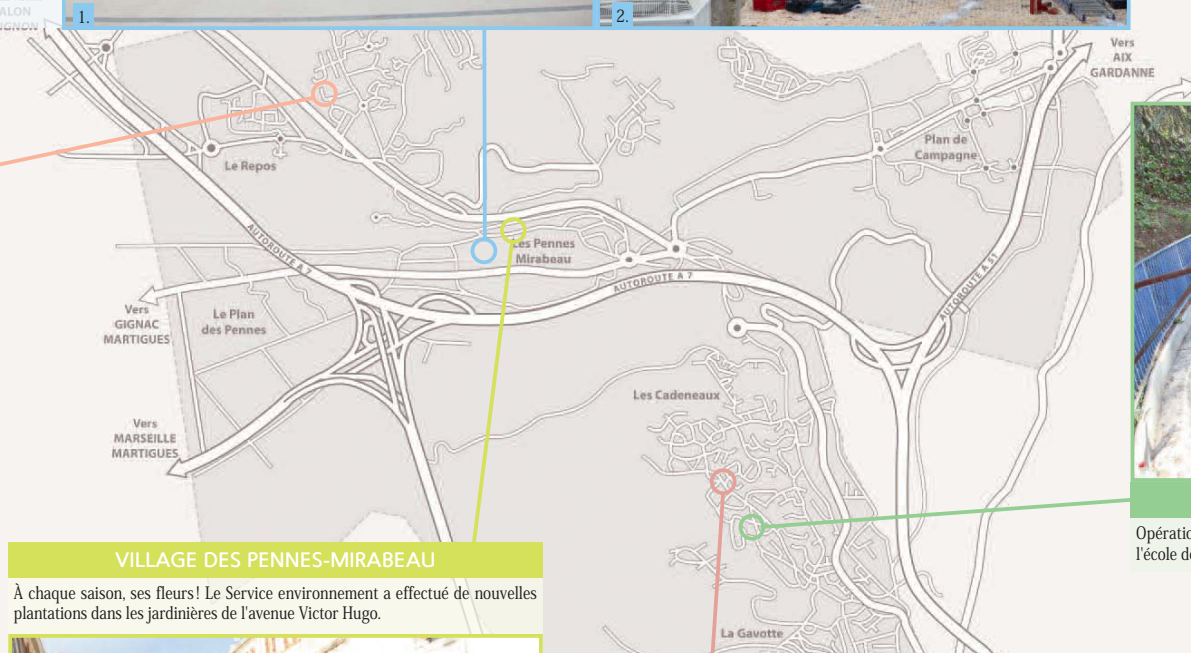 1.
2.
Vers
AIX
GARDANNE
Plan de
Campagne
Le Repos
AUTOROUTE A 7
Les Pennes
Mirabeau
AUTOROUTE A 7
AUTOROUTE A 51
Vers
GIGNAC
MARTIGUES
Le Plan
des Pennes
Les Cadeneaux
Vers
MARSEILLE
MARTIGUES
VILLAGE DES PENNES-MIRABEAU
À chaque saison, ses fleurs! Le Service environnement a effectué de nouvelles
plantations dans les jardinières de l'avenue Victor Hugo.
l'école
La Gavotte